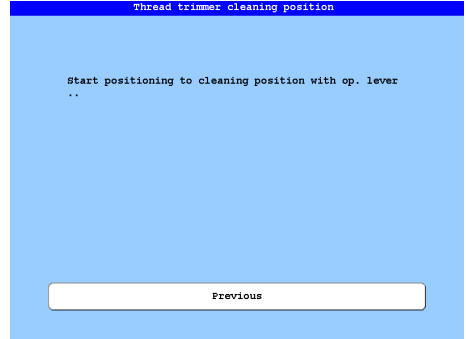 Thread trimmer cleaning position
Start positioning to cleaning position with op. lever
..
Previous